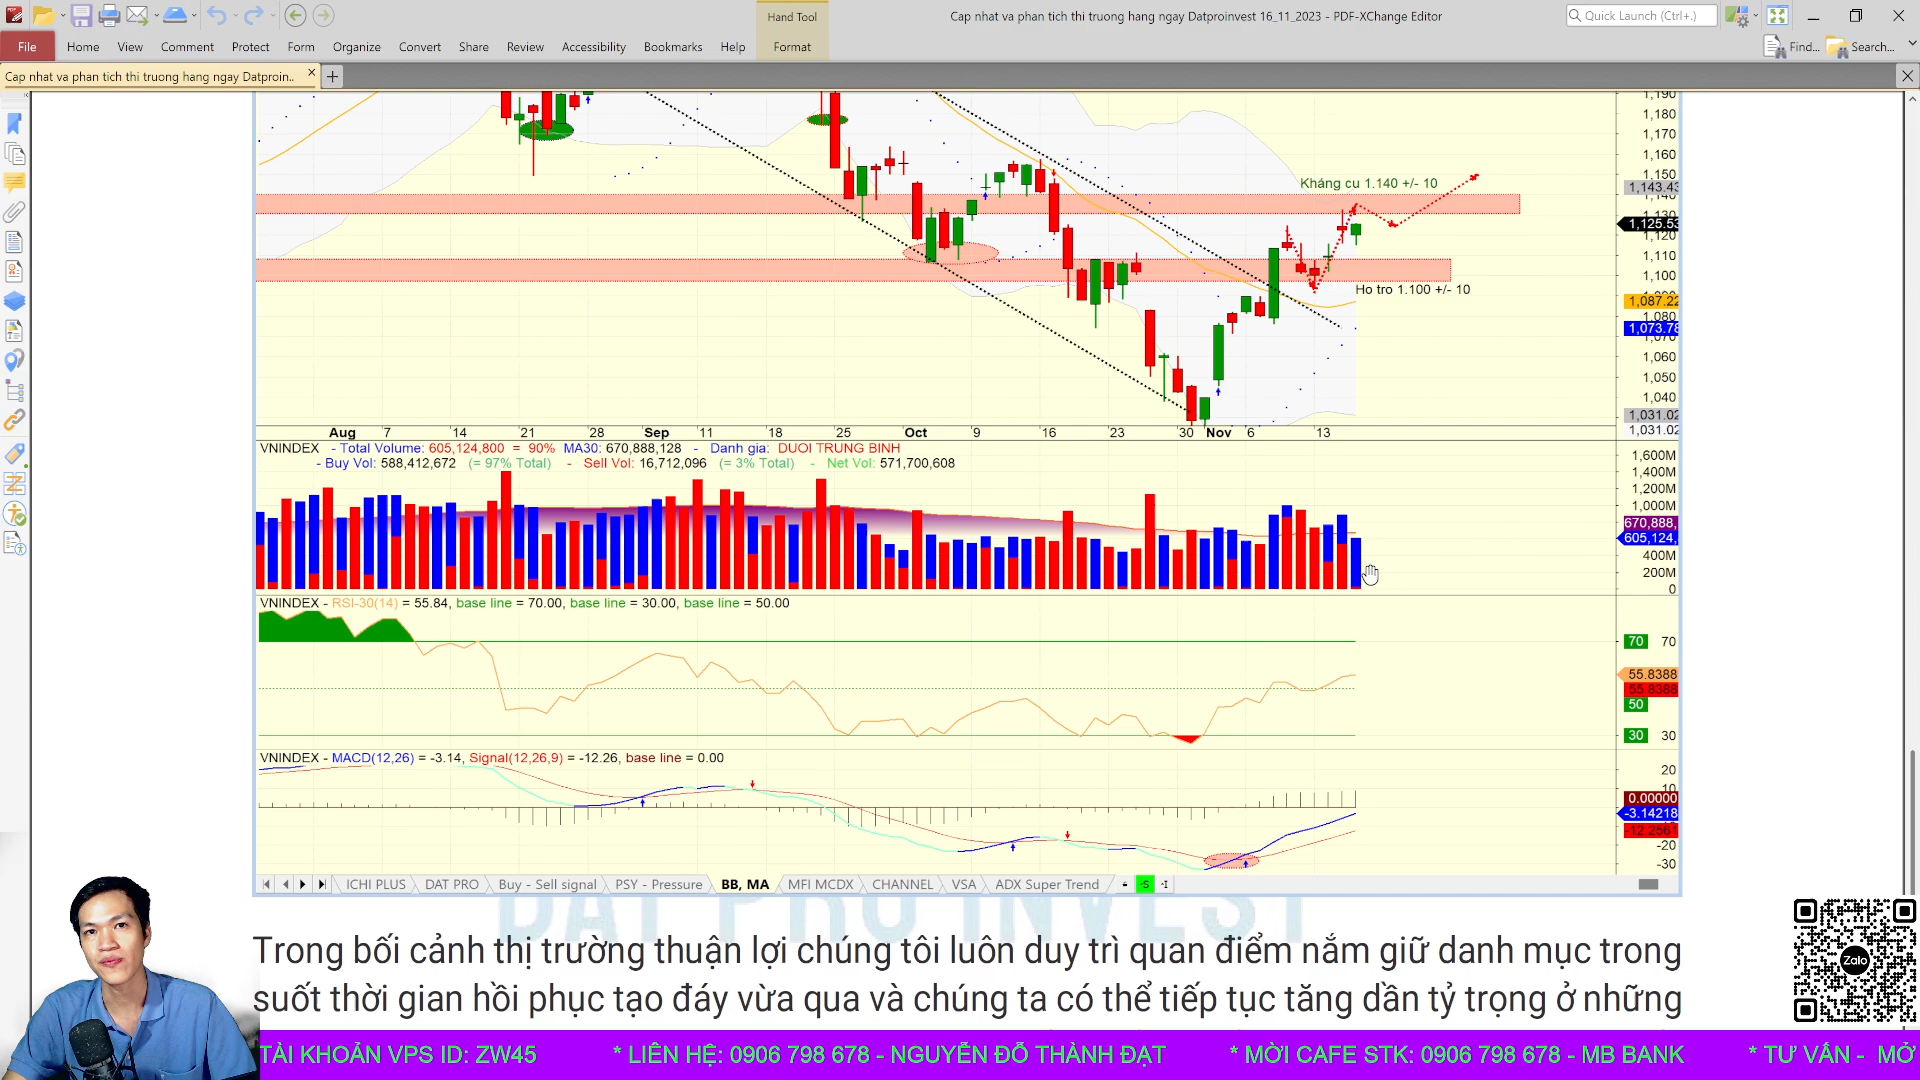 Hand Tool
Cap nhat va phan tich thi truong hang ngay Datproinvest 16_11_2023 - PDF-XChange Editor
Quick Launch (Ctrl+.)
File Home View Comment Protect Form Organize Convert Share Review Accessibility Bookmarks Help Format
Find... Search...
Cap nhat va phan tich thi truong hang ngay Datproin..
1,190
1,180
1,170
1,160
1,150
Kháng cu 1.140 +/- 10
1,143.43
1,130
1,125.53
1,120
1,110
1,100
Ho tro 1.100 +/- 10
1,087.22
1,080
1,073.78
1,070
1,060
1,050
1,040
1,031.02
1,031.02
Aug 7 14 21 28 Sep 11 18 25 Oct 9 16 23 30 Nov 6 13
VNINDEX - Total Volume: 605,124,800 = 90% MA30: 670,888,128 - Danh gia: DUOI TRUNG BINH
- Buy Vol: 588,412,672 (= 97% Total) - Sell Vol: 16,712,096 (= 3% Total) - Net Vol: 571,700,608
1,600M
1,400M
1,200M
1,000M
670,888,
605,124,
400M
200M
0
VNINDEX - RSI-30(14) = 55.84, base line = 70.00, base line = 30.00, base line = 50.00
70 70
55.8388
55.8388
50
30 30
VNINDEX - MACD(12,26) = -3.14, Signal(12,26,9) = -12.26, base line = 0.00
20
10
0.00000
-3.14218
-12.2561
-20
-30
ICHI PLUS DAT PRO Buy - Sell signal PSY - Pressure BB, MA MFI MCDX CHANNEL VSA ADX Super Trend
DAT PRO INVEST
Trong bối cảnh thị trường thuận lợi chúng tôi luôn duy trì quan điểm nắm giữ danh mục trong
suốt thời gian hồi phục tạo đáy vừa qua và chúng ta có thể tiếp tục tăng dần tỷ trọng ở những
Zalo
TÀI KHOẢN VPS ID: ZW45 * LIÊN HỆ: 0906 798 678 - NGUYỄN ĐỖ THÀNH ĐẠT * MỜI CAFE STK: 0906 798 678 - MB BANK * TƯ VẤN - MỞ